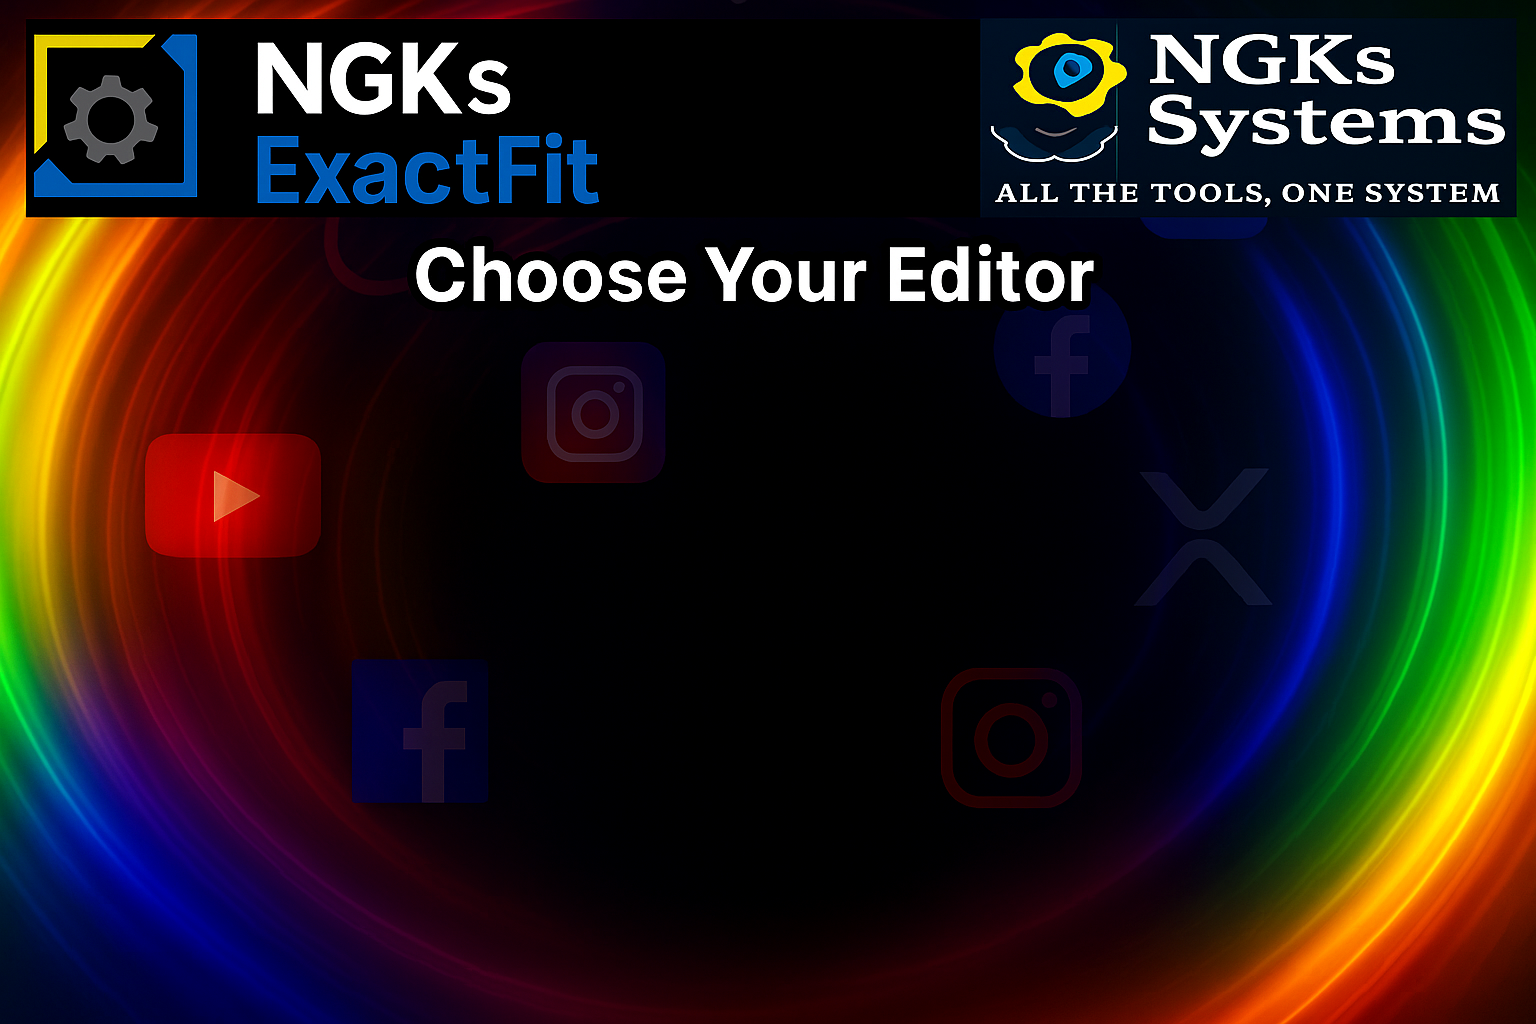 NGKs
ExactFit
NGKs
Systems
ALL THE TOOLS, ONE SYSTEM
Choose Your Editor